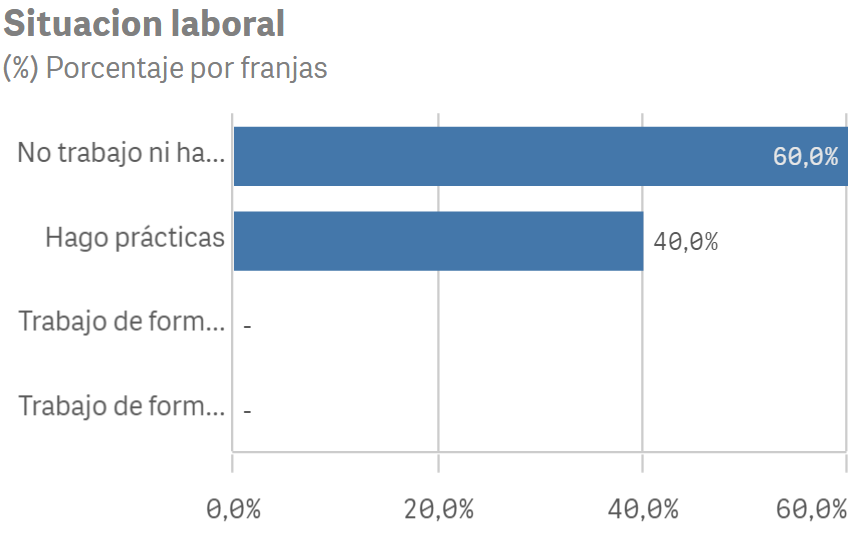 Situacion laboral
(%) Porcentaje por franjas
No trabajo ni ha...
60,0%
Hago prácticas
40,0%
Trabajo de form...
-
Trabajo de form...
-
0,0% 20,0% 40,0% 60,0%